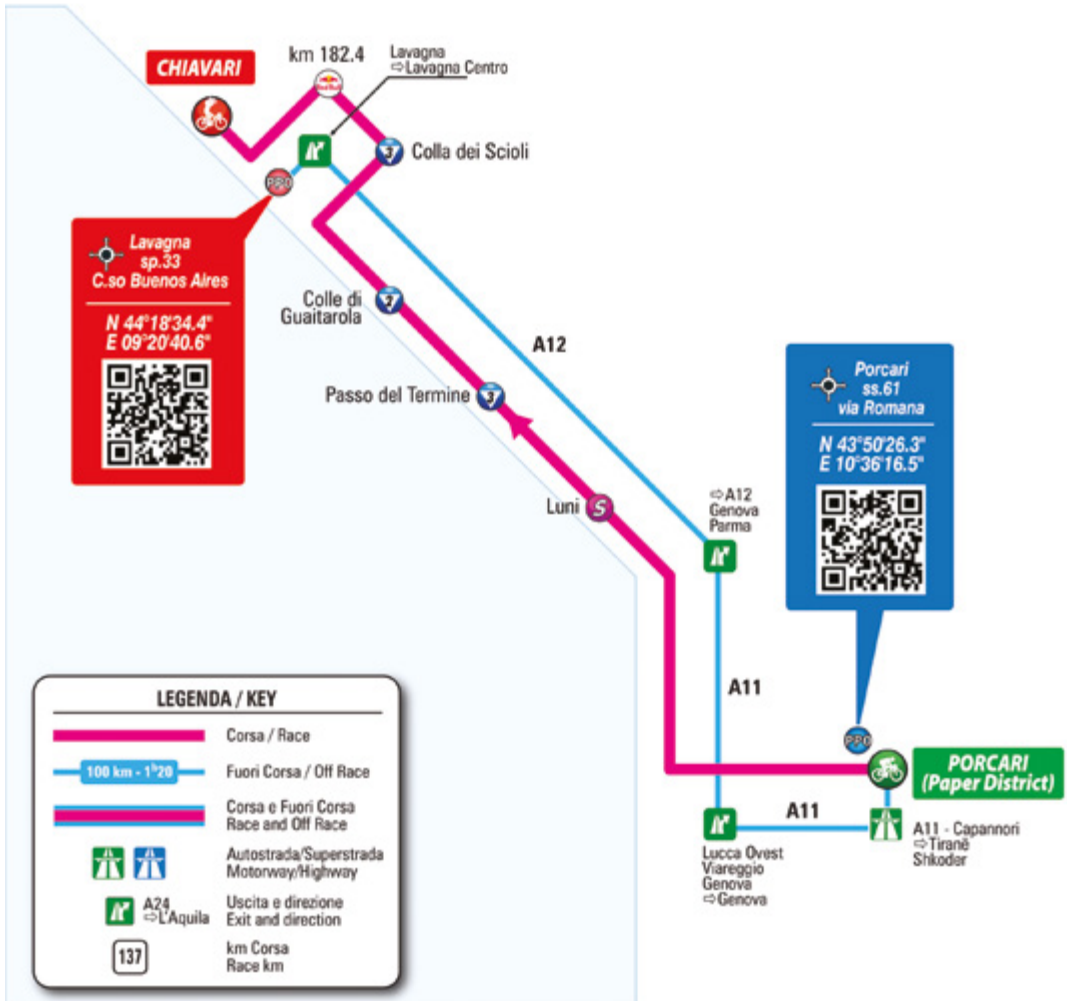 CHIAVARI
km 182.4
Lavagna
⇨Lavagna Centro
Colla dei Scioli
3
PPO
Lavagna
sp.33
C.so Buenos Aires
N 44°18'34.4"
E 09°20'40.6"
Colle di
Guaitarola
2
A12
Passo del Termine
3
Luni
S
⇨A12
Genova
Parma
Porcari
ss.61
via Romana
N 43°50'26.3"
E 10°36'16.5"
A11
PPO
PORCARI
(Paper District)
A11
Lucca Ovest
Viareggio
Genova
⇨Genova
A11 - Capannori
⇨Tiranë
Shkoder
LEGENDA / KEY
Corsa / Race
100 km - 1h20
Fuori Corsa / Off Race
Corsa e Fuori Corsa
Race and Off Race
Autostrada/Superstrada
Motorway/Highway
A24
⇨L'Aquila
Uscita e direzione
Exit and direction
137
km Corsa
Race km